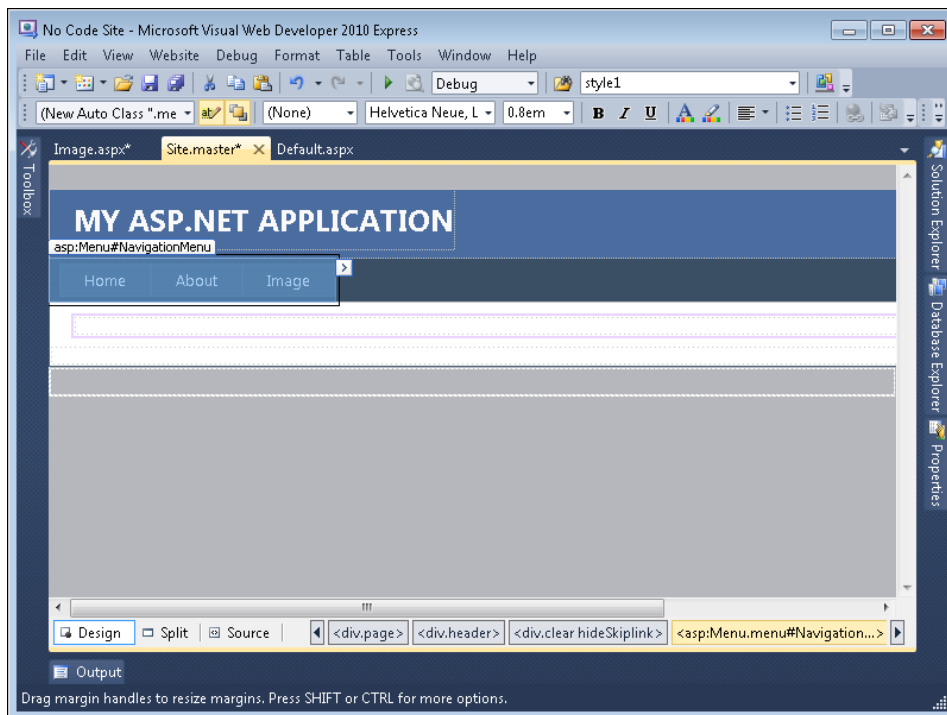 No Code Site - Microsoft Visual Web Developer 2010 Express
File Edit View Website Debug Format Table Tools Window Help
Debug style1
(New Auto Class ".me (None) Helvetica Neue, L 0.8em B I U A
Toolbox
Image.aspx* Site.master* Default.aspx
MY ASP.NET APPLICATION
asp:Menu#NavigationMenu
Home About Image
Solution Explorer
Database Explorer
Properties
Design Split Source <div.page> <div.header> <div.clear hideSkiplink> <asp:Menu.menu#Navigation...>
Output
Drag margin handles to resize margins. Press SHIFT or CTRL for more options.